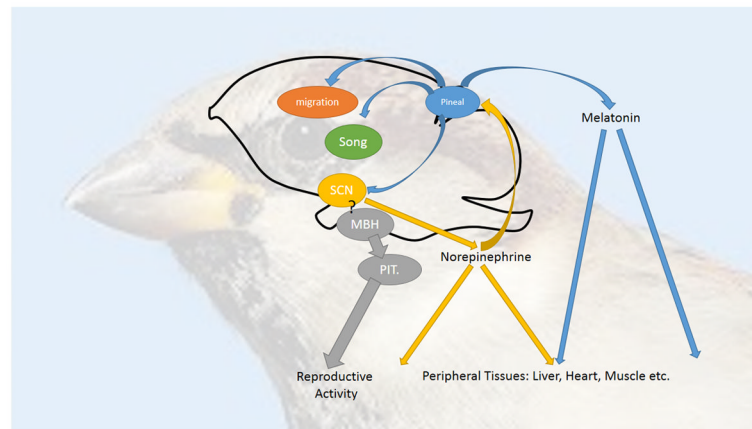 migration
Pineal
Melatonin
Song
SCN
?
MBH
Norepinephrine
PIT.
Reproductive
Activity
Peripheral Tissues: Liver, Heart, Muscle etc.